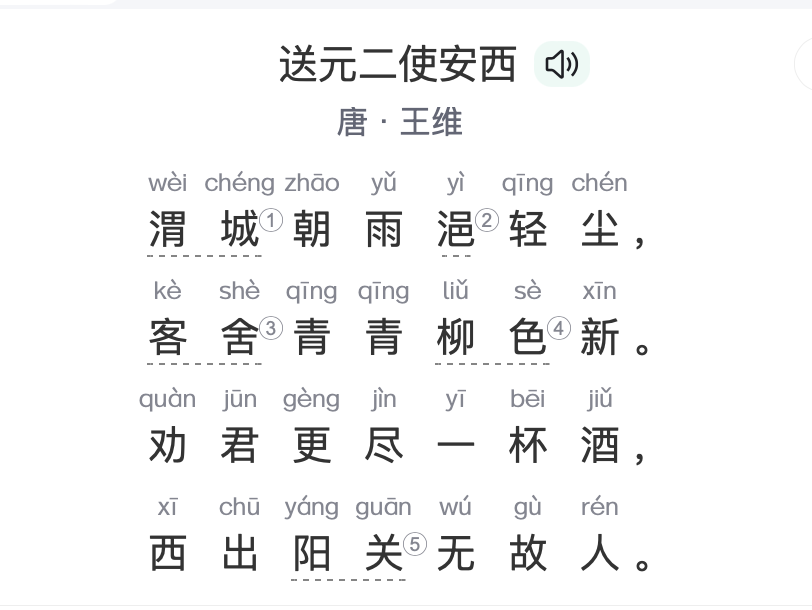 送元二使安西
唐·王维
wèi chéng zhāo yǔ yì qīng chén
渭城①朝雨浥②轻尘，
kè shè qīng qīng liǔ sè xīn
客舍③青青柳色④新。
quàn jūn gèng jìn yī bēi jiǔ
劝君更尽一杯酒，
xī chū yáng guān wú gù rén
西出阳关⑤无故人。